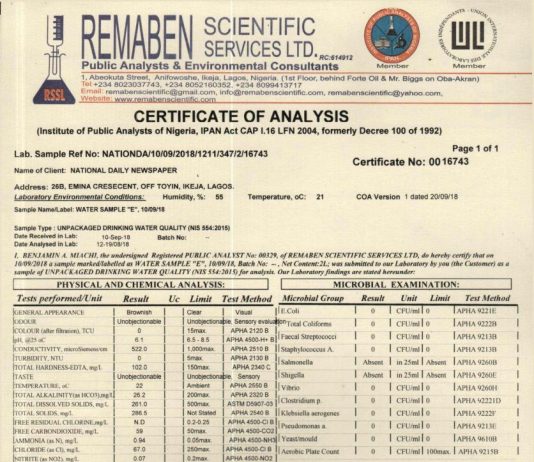 REMABEN SCIENTIFIC
SERVICES LTD. RC:614912
RSSL
Public Analysts & Environmental Consultants
Member
Member
1, Abeokuta Street, Anifowoshe, Ikeja, Lagos, Nigeria. (1st Floor, behind Forte Oil & Mr. Biggs on Oba-Akran)
Tel +234 8023037743, +234 8052160352, +234 8099413717
Email: remabenscientific@gmail.com, info@remabenscientific.com, remabenscientific@yahoo.com,
Website: www.remabenscientific.com
CERTIFICATE OF ANALYSIS
(Institute of Public Analysts of Nigeria, IPAN Act CAP I.16 LFN 2004, formerly Decree 100 of 1992)
Page 1 of 1
Lab. Sample Ref No: NATIONDA/10/09/2018/1211/347/2/16743
Certificate No: 0016743
Name of Client: NATIONAL DAILY NEWSPAPER
Address: 26B, EMINA CRESECENT, OFF TOYIN, IKEJA, LAGOS.
Laboratory Environmental Conditions: Humidity, %: 55 Temperature, oC: 21 COA Version 1 dated 20/09/18
Sample Name/Label: WATER SAMPLE "E", 10/09/18
Sample Type : UNPACKAGED DRINKING WATER QUALITY (NIS 554:2015)
Date Received in Lab: 10-Sep-18 Batch No: --
Date Analysed in Lab: 12-19/08/18
I, BENJAMIN A. MIACHI, the undersigned Registered PUBLIC ANALYST No: 00329, of REMABEN SCIENTIFIC SERVICES LTD, do hereby certify that on
10/09/2018 a sample marked/labelled as WATER SAMPLE "E", 10/09/18, Batch No: --, Net Content:2L; was submitted to our Laboratory by you (the Customer) as a
sample of UNPACKAGED DRINKING WATER QUALITY (NIS 554:2015) for analysis. Our Laboratory findings are stated hereunder:
PHYSICAL AND CHEMICAL ANALYSIS:
Tests performed/Unit Result Uc Limit Test Method
GENERAL APPEARANCE Brownish Clear Visual
ODOUR Unobjectionable Unobjectionable. Sensory evaluation
COLOUR (after filtration), TCU 0 15max. APHA 2120 B
pH, @25 oC 6.1 6.5 - 8.5 APHA 4500-H+ B
CONDUCTIVITY, microSiemens/cm 522.0 1,000max. APHA 2510 B
TURBIDITY, NTU 0 5max. APHA 2130 B
TOTAL HARDNESS-EDTA, mg/l 102.0 150max. APHA 2340 C
TASTE Unobjectionable Unobjectionable. Sensory
TEMPERATURE, oC 22 Ambient APHA 2550 B
TOTAL ALKALINITY(as HCO3),mg/l 26.2 200max. APHA 2320 B
TOTAL DISSOLVED SOLIDS, mg/l 261.0 500max. ASTM D5907-03
TOTAL SOLIDS, mg/l 286.5 Not Stated APHA 2540 B
FREE RESIDUAL CHLORINE,mg/l N.D 0.2-0.25 APHA 4500-Cl B
FREE CARBONDIOXIDE, mg/L 59 50max. APHA 4500-CO2
AMMONIA (as N), mg/L 0.94 0.05max. APHA 4500-NH3
CHLORIDE (as Cl), mg/L 67.0 250max. APHA 4500-Cl B
NITRITE (as NO2), mg/L 0.07 0.2max. APHA 4500-NO2
MICROBIAL EXAMINATION:
Microbial Group Result Unit Limit Test Method
E.Coli 0 CFU/ml 0 APHA 9221E
Total Coliforms 0 CFU/ml 0 APHA 9222B
Faecal Streptococci 0 CFU/ml 0 APHA 9213B
Staphyloccocus A. 0 CFU/ml 0 APHA 9213B
Salmonella Absent in 25ml Absent APHA 9260B
Shigella Absent in 25ml Absent APHA 9260E
Vibrio 0 CFU/ml 0 APHA 9260H
Clostridium p. 0 CFU/ml 0 APHA 92221D
Klebsiella aerogenes 0 CFU/ml 0 APHA 9222F
Pseudomonas a. 0 CFU/ml 0 APHA 9213E
Yeast/mould 0 CFU/ml 0 APHA 9610B
Aerobic Plate Count 0 CFU/ml 100max. APHA 9215B